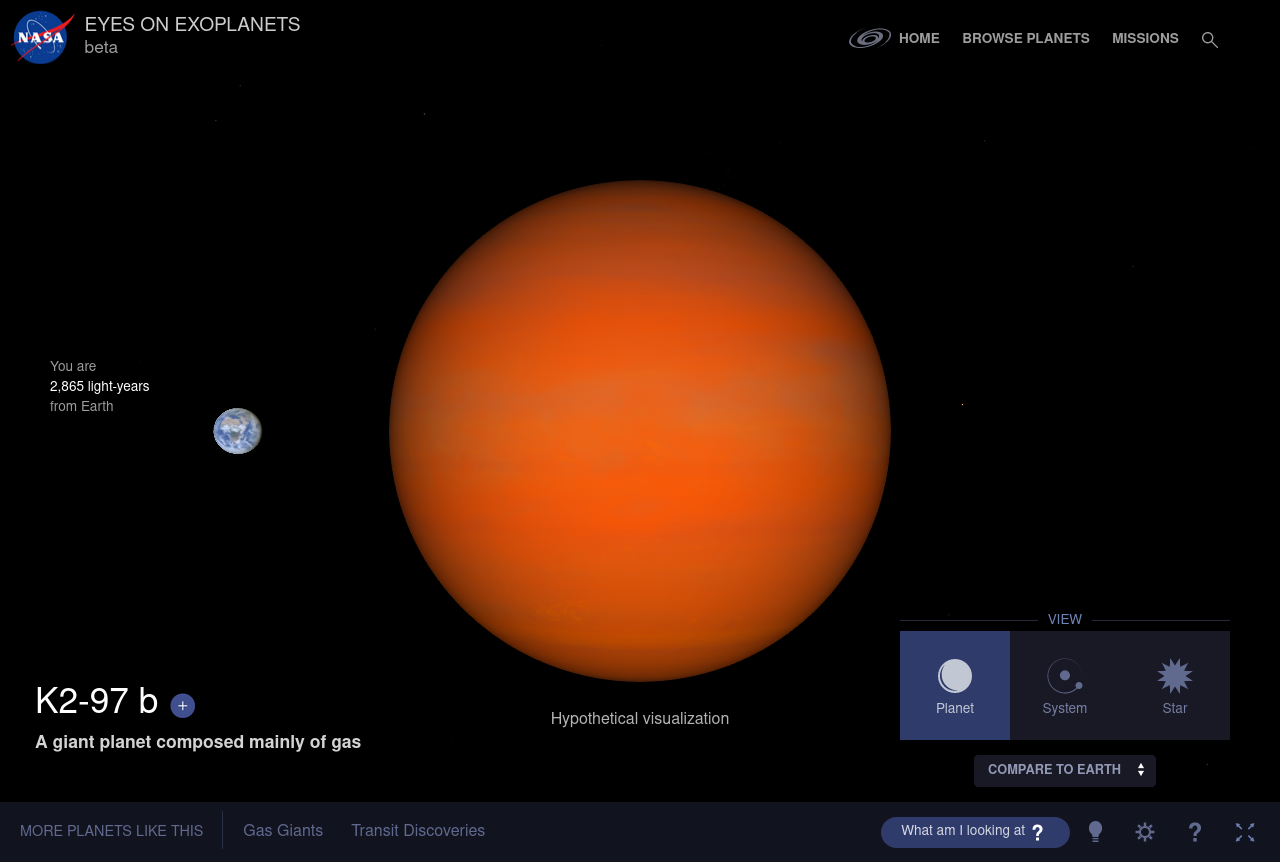 NASA
EYES ON EXOPLANETS
beta
HOME
BROWSE PLANETS
MISSIONS
You are
2,865 light-years
from Earth
VIEW
Planet
System
Star
K2-97 b +
A giant planet composed mainly of gas
Hypothetical visualization
COMPARE TO EARTH
MORE PLANETS LIKE THIS
Gas Giants
Transit Discoveries
What am I looking at ?
?